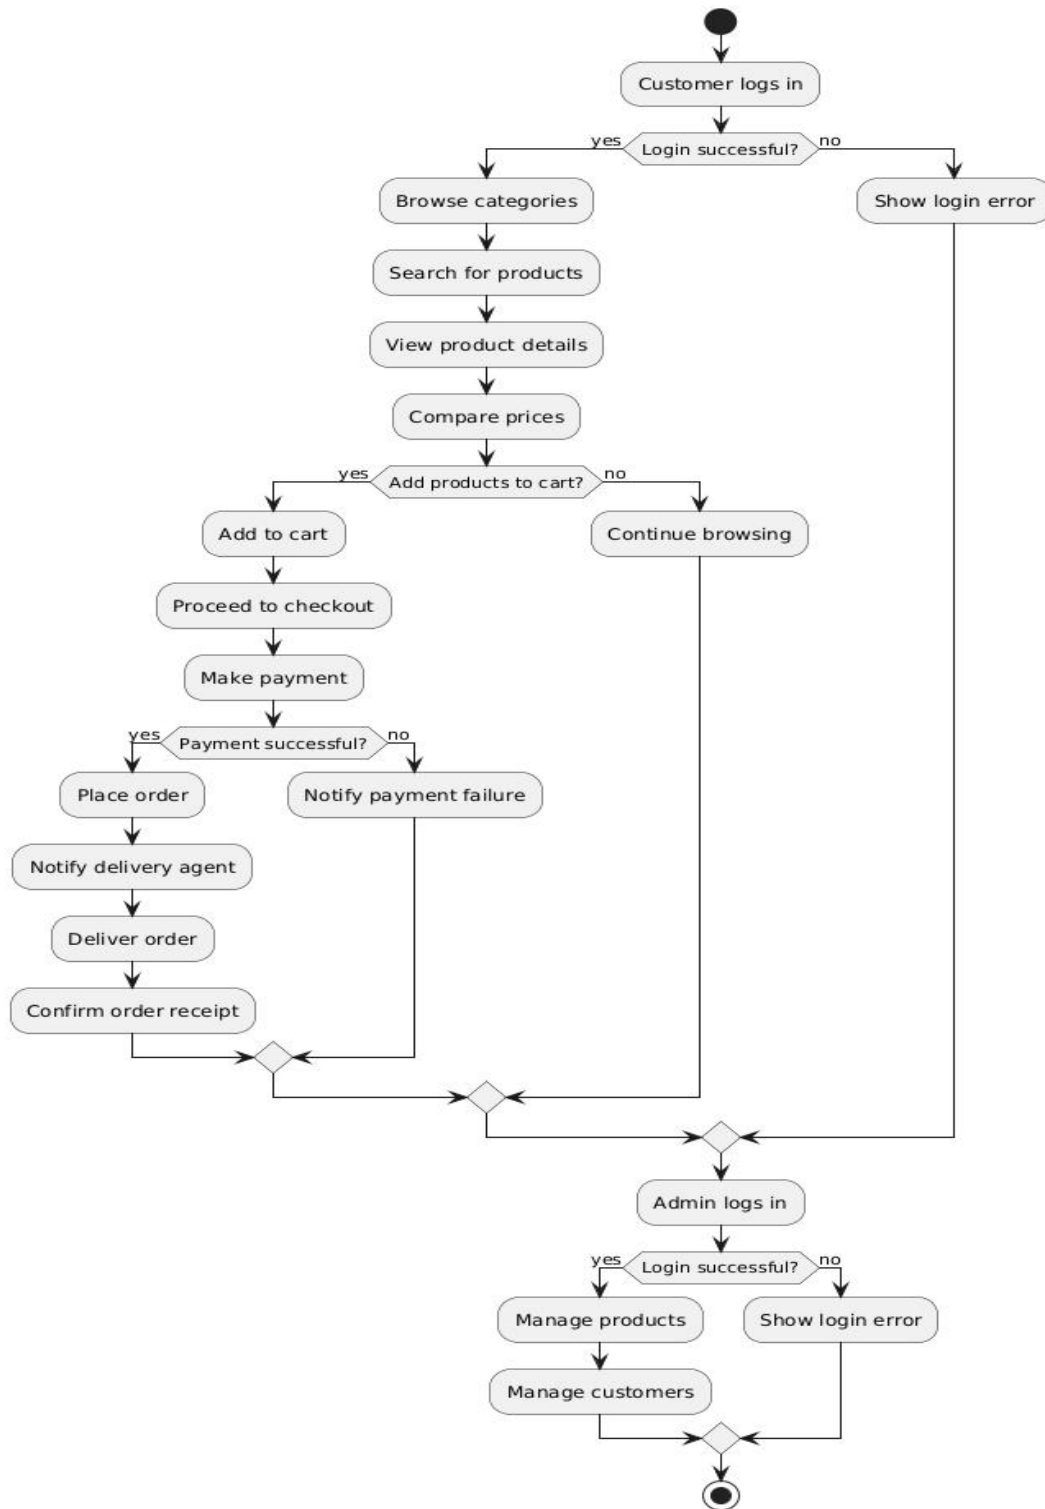 Customer logs in
yes
Login successful?
no
Browse categories
Show login error
Search for products
View product details
Compare prices
yes
Add products to cart?
no
Add to cart
Continue browsing
Proceed to checkout
Make payment
yes
Payment successful?
no
Place order
Notify payment failure
Notify delivery agent
Deliver order
Confirm order receipt
Admin logs in
yes
Login successful?
no
Manage products
Show login error
Manage customers